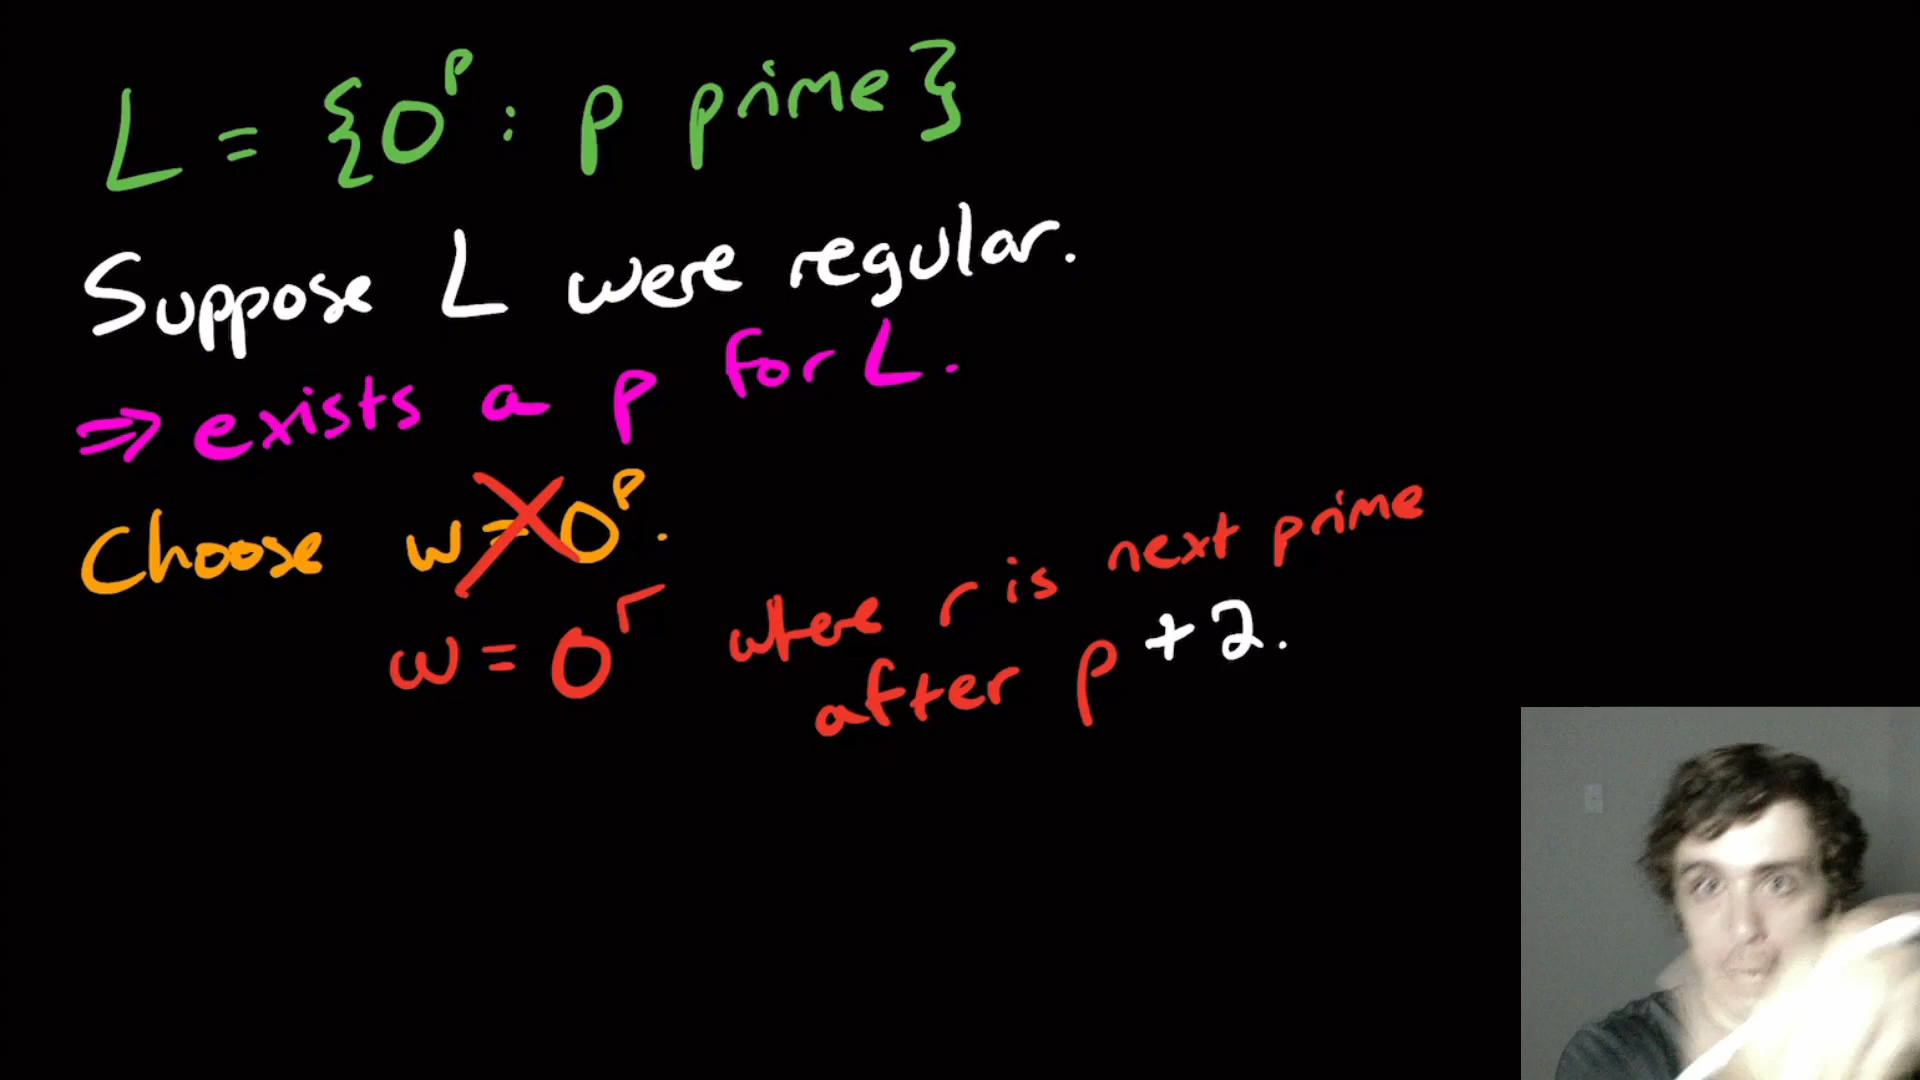 L = {0^p : p prime}
Suppose L were regular.
⇒ exists a p for L.
Choose w = 0^p.
w = 0^r where r is next prime
after p + 2.